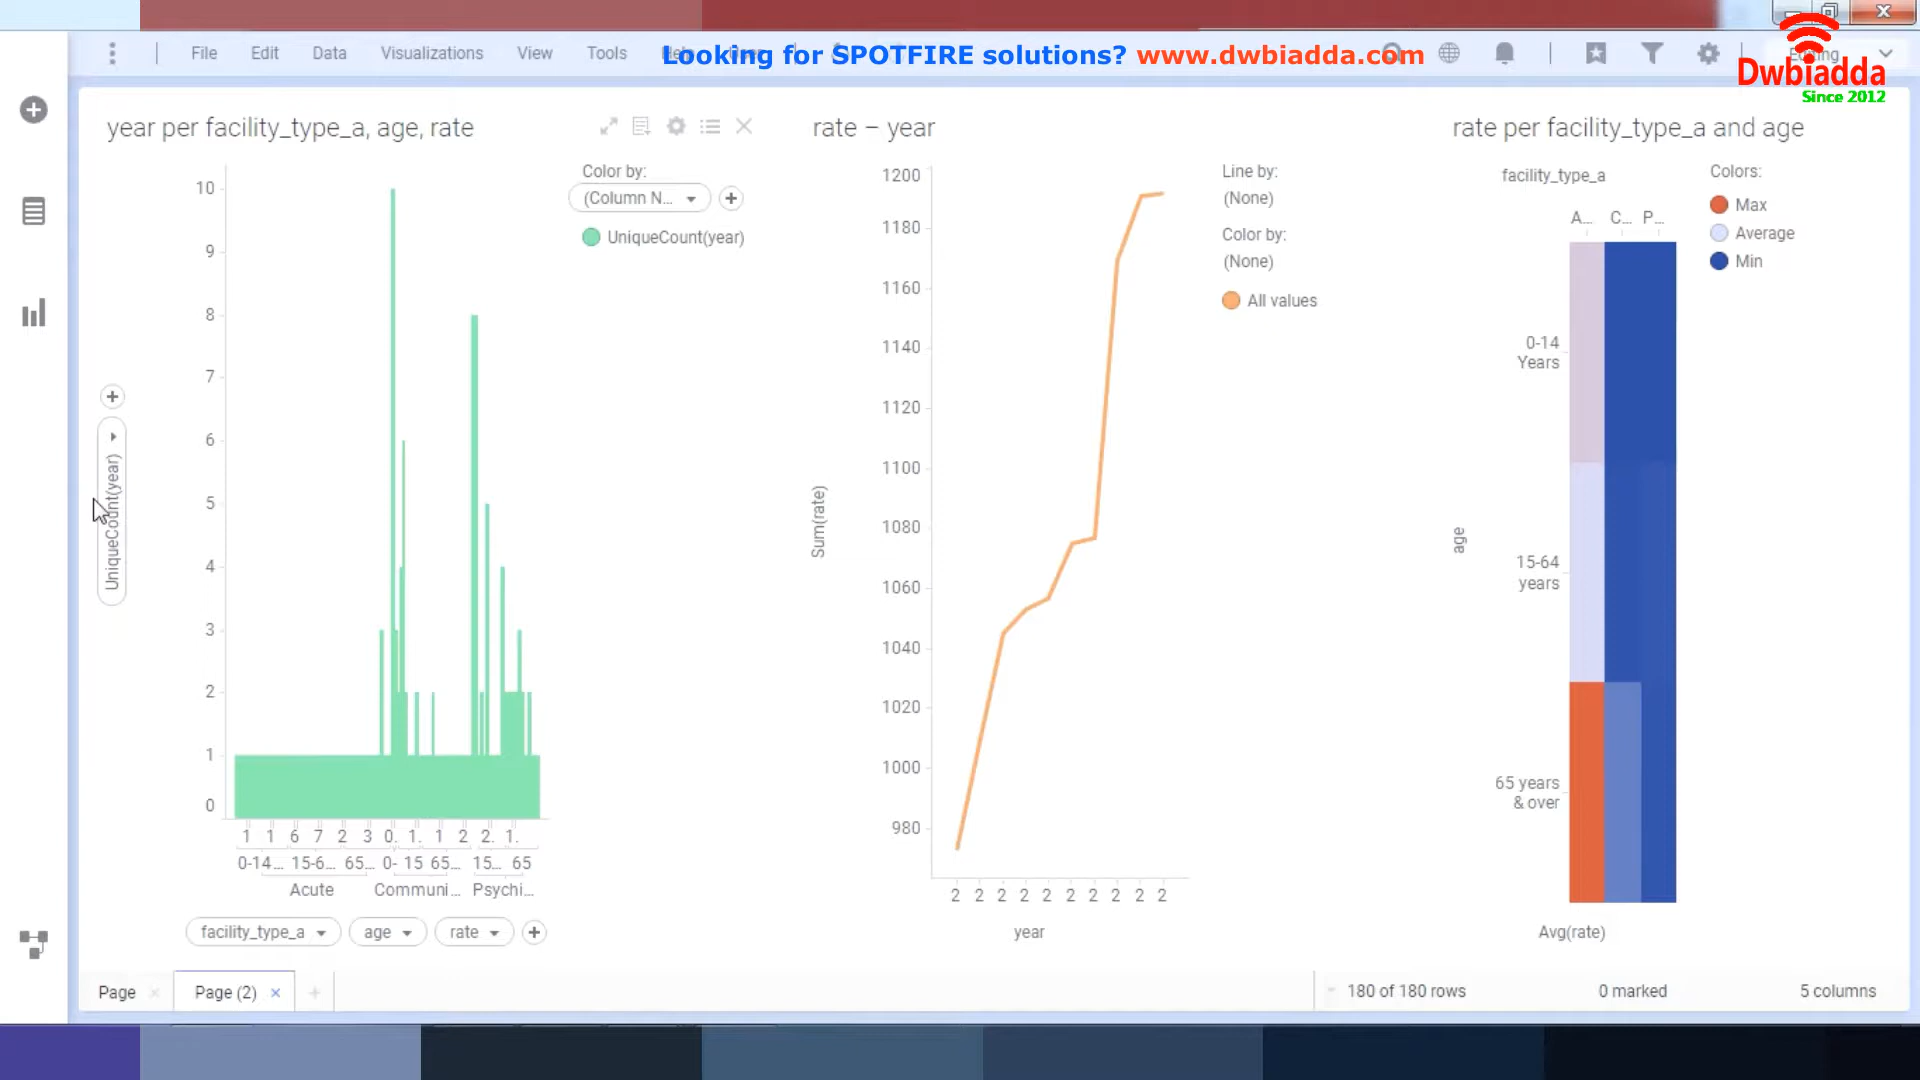 File Edit Data Visualizations View Tools Help
Looking for SPOTFIRE solutions? www.dwbiadda.com
Editing
Dwbiadda
Since 2012
year per facility_type_a, age, rate
Color by:
(Column N...
UniqueCount(year)
10
9
8
7
6
5
4
3
2
1
0
UniqueCount(year)
1 1 6 7 2 3 0. 1. 1 2 2. 1.
0-14... 15-6... 65... 0- 15 65... 15... 65
Acute Communi... Psychi...
facility_type_a age rate
rate – year
1200
1180
1160
1140
1120
1100
1080
1060
1040
1020
1000
980
Sum(rate)
2 2 2 2 2 2 2 2 2 2
year
Line by:
(None)
Color by:
(None)
All values
rate per facility_type_a and age
facility_type_a
A... C... P...
0-14
Years
15-64
years
65 years
& over
age
Avg(rate)
Colors:
Max
Average
Min
Page Page (2)
180 of 180 rows 0 marked 5 columns